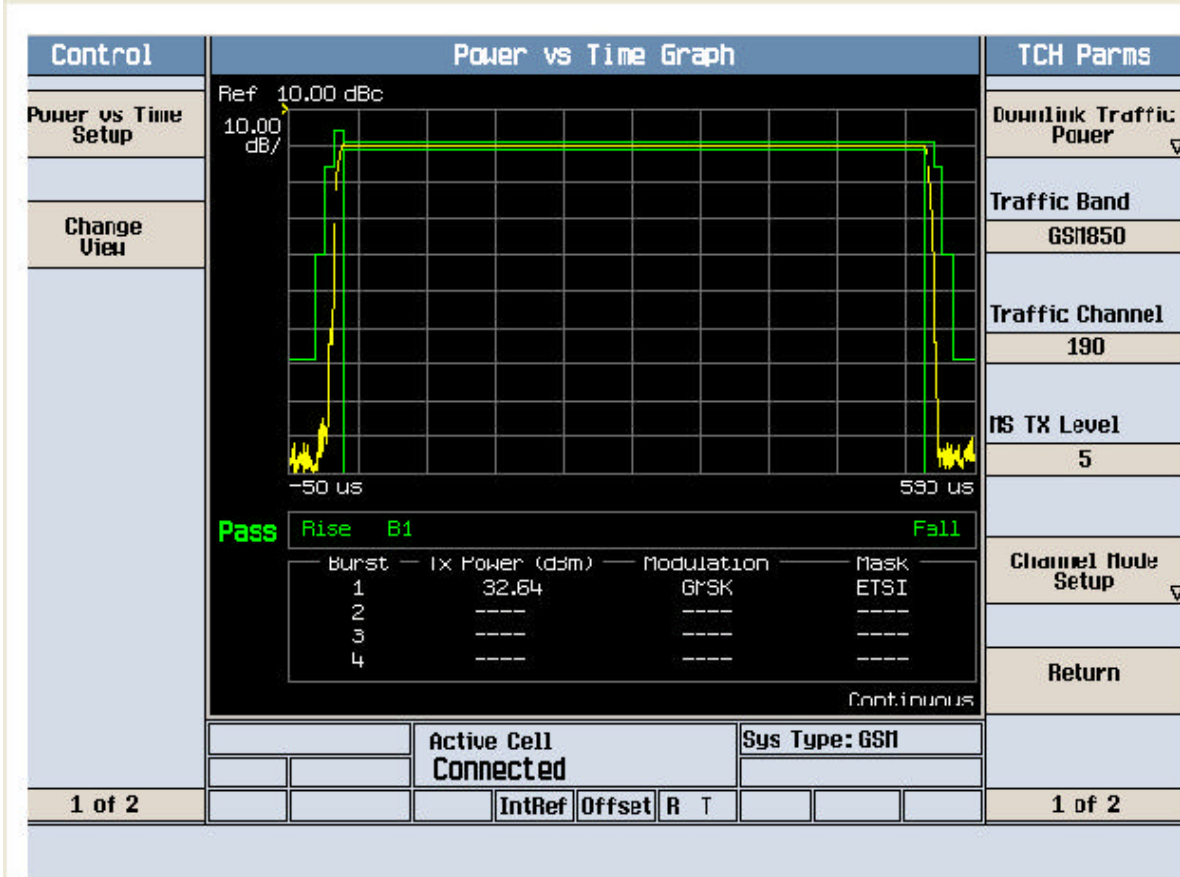 Control
Power vs Time Graph
TCH Parms
Power vs Time
Setup
Change
View
1 of 2
Ref 10.00 dBc
10.00
dB/
-50 us
590 us
Pass
Rise B1 Fall
Burst Tx Power (dBm) Modulation Mask
1 32.64 GMSK ETSI
2 ---- ---- ----
3 ---- ---- ----
4 ---- ---- ----
Continuous
Active Cell
Connected
Sys Type: GSM
IntRef Offset R T
Downlink Traffic
Power
Traffic Band
GSM850
Traffic Channel
190
MS TX Level
5
Channel Mode
Setup
Return
1 of 2